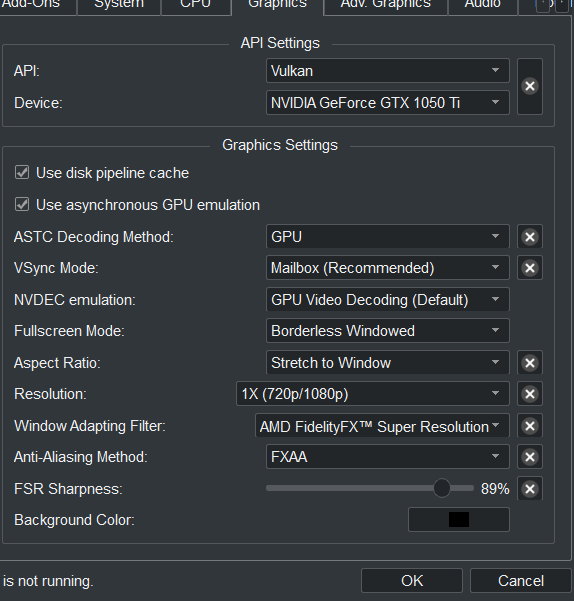 Add-Ons System CPU Graphics Adv. Graphics Audio
API Settings
API: Vulkan
Device: NVIDIA GeForce GTX 1050 Ti
Graphics Settings
Use disk pipeline cache
Use asynchronous GPU emulation
ASTC Decoding Method: GPU
VSync Mode: Mailbox (Recommended)
NVDEC emulation: GPU Video Decoding (Default)
Fullscreen Mode: Borderless Windowed
Aspect Ratio: Stretch to Window
Resolution: 1X (720p/1080p)
Window Adapting Filter: AMD FidelityFX™ Super Resolution
Anti-Aliasing Method: FXAA
FSR Sharpness: 89%
Background Color:
is not running. OK Cancel